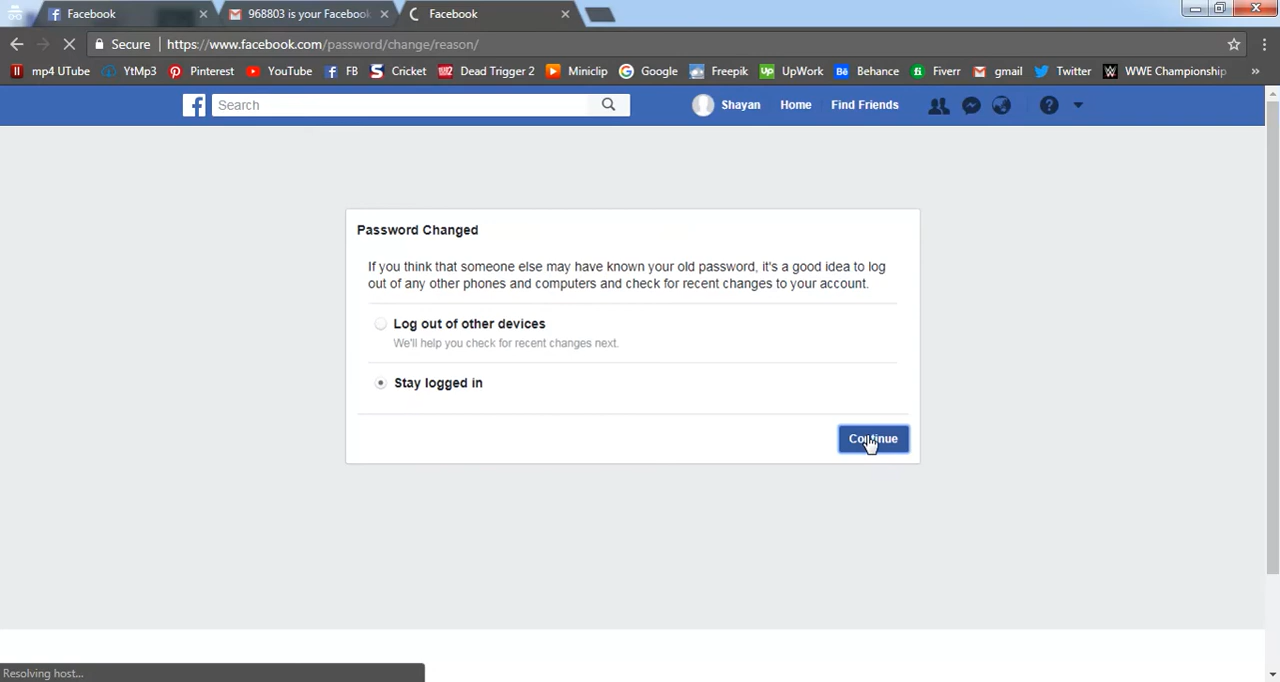 Facebook
968803 is your Facebook
Facebook
Secure https://www.facebook.com/password/change/reason/
mp4 UTube YtMp3 Pinterest YouTube FB Cricket Dead Trigger 2 Miniclip Google Freepik UpWork Behance Fiverr gmail Twitter WWE Championship »
Search Shayan Home Find Friends
Password Changed
If you think that someone else may have known your old password, it's a good idea to log
out of any other phones and computers and check for recent changes to your account.
Log out of other devices
We'll help you check for recent changes next.
Stay logged in
Continue
Resolving host...